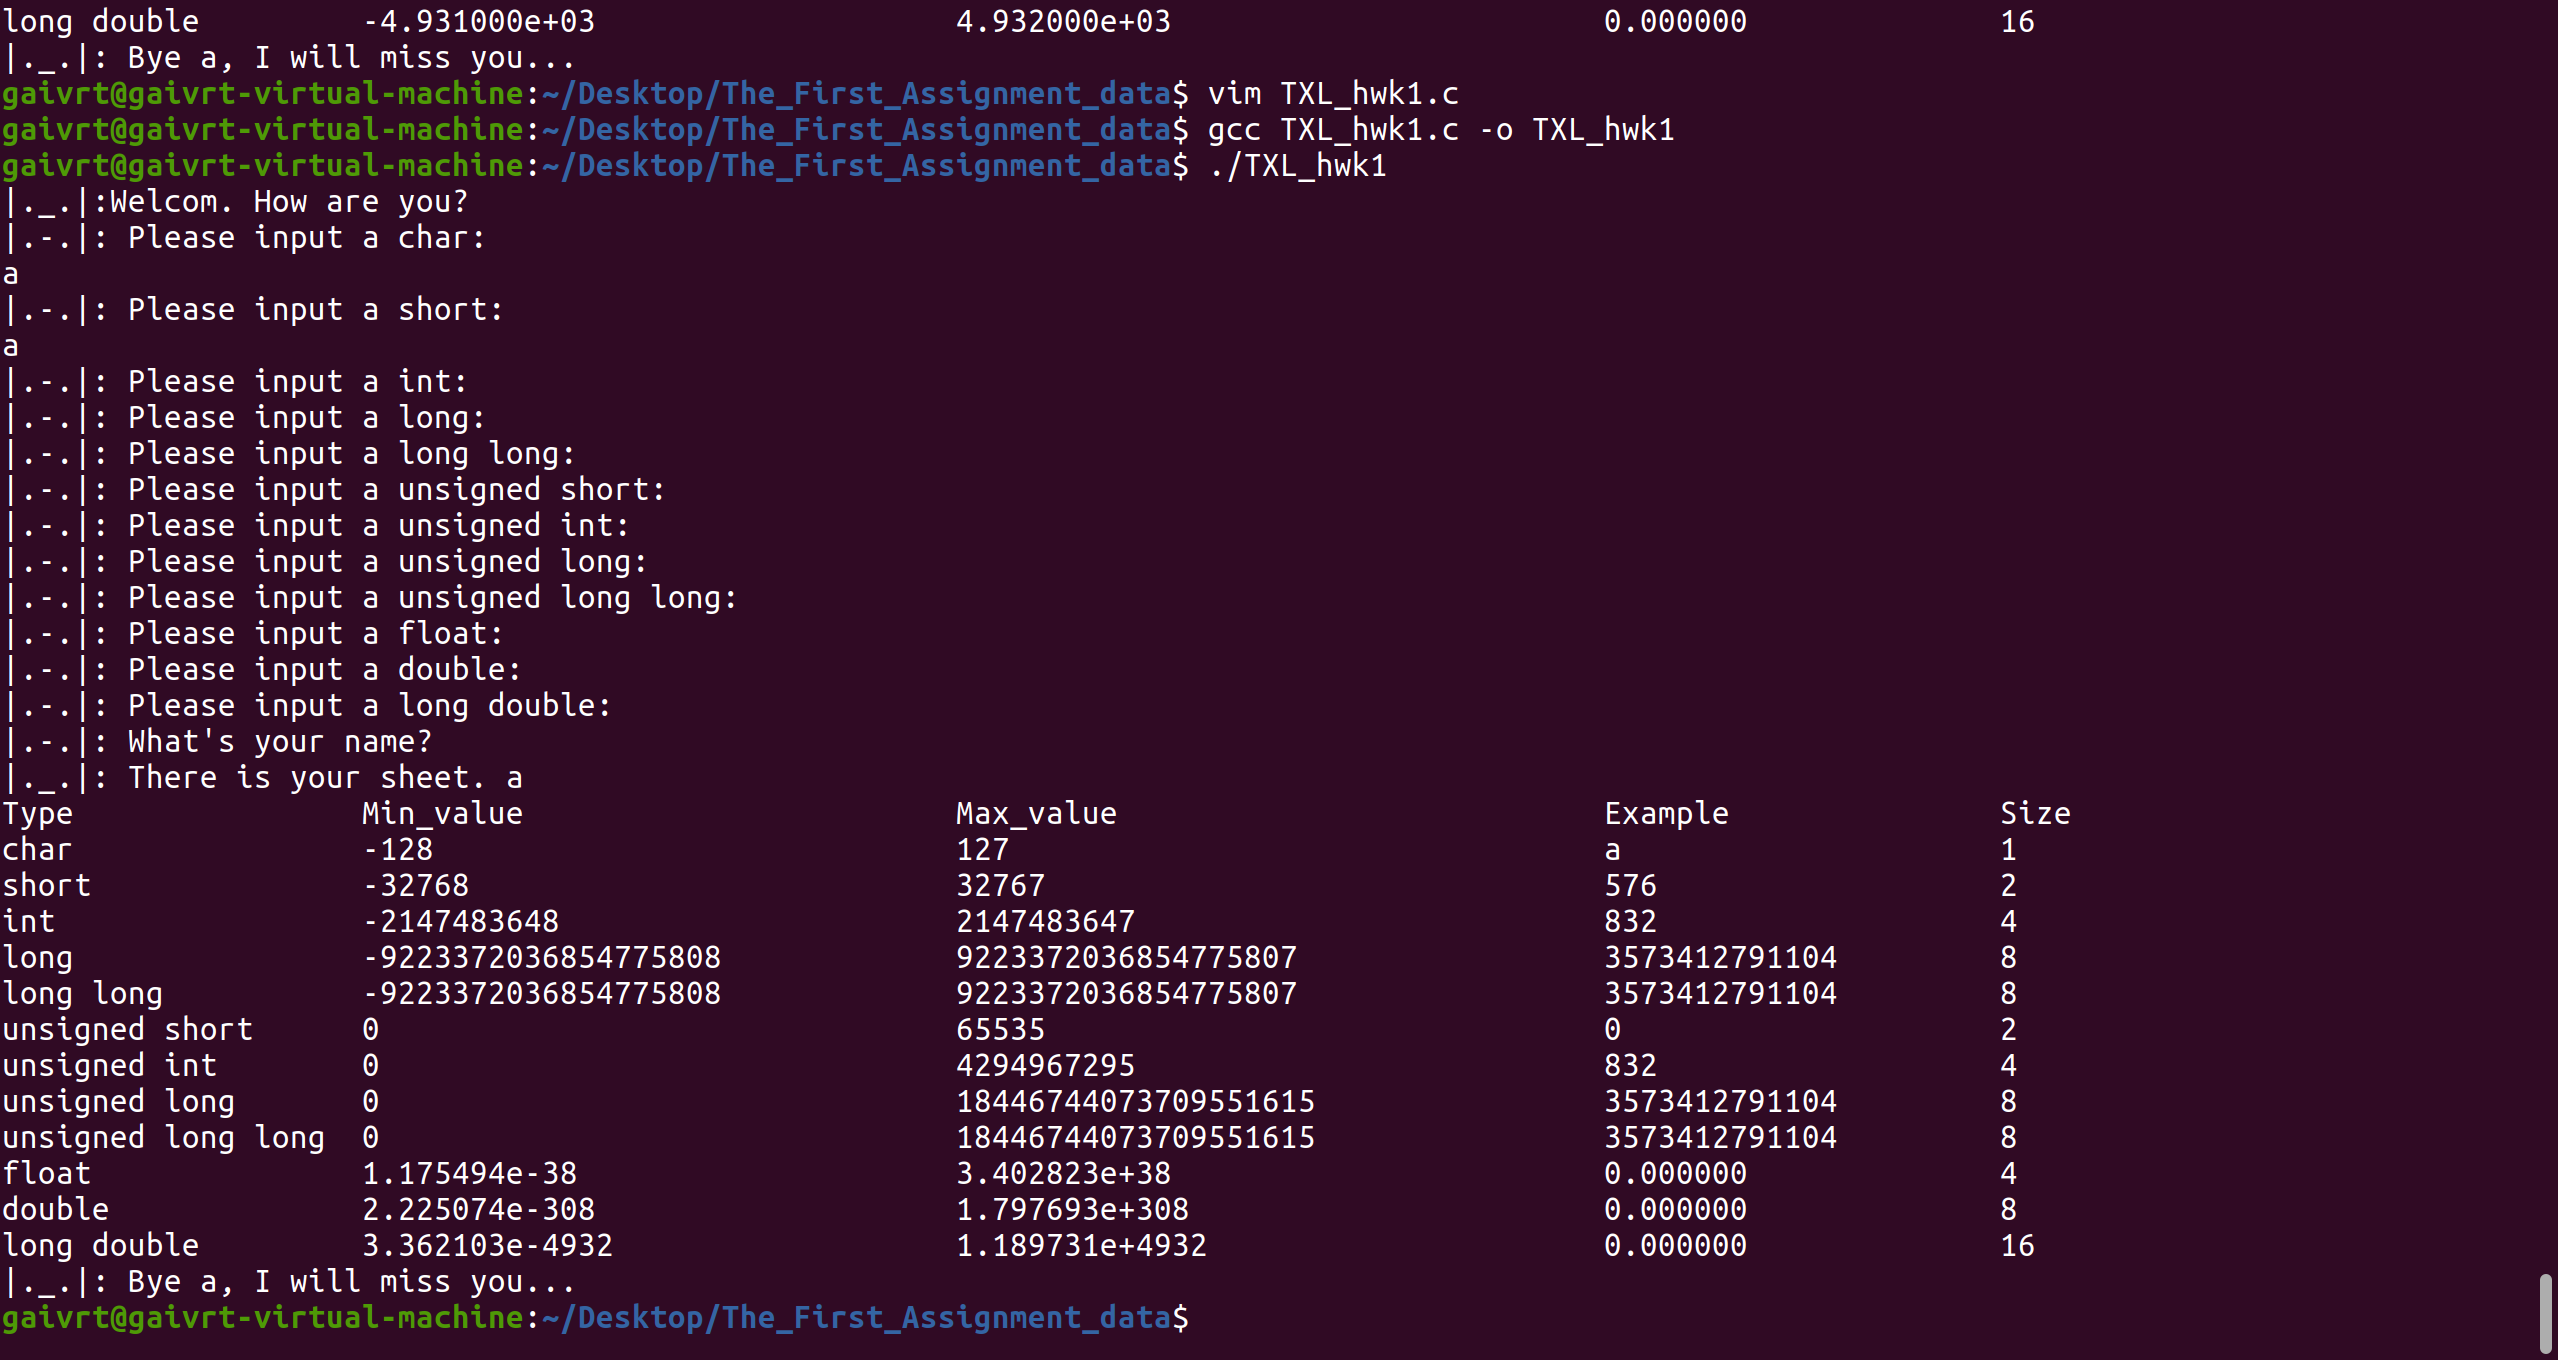 long double         -4.931000e+03                    4.932000e+03                        0.000000              16
|._.|: Bye a, I will miss you...
gaivrt@gaivrt-virtual-machine:~/Desktop/The_First_Assignment_data$ vim TXL_hwk1.c
gaivrt@gaivrt-virtual-machine:~/Desktop/The_First_Assignment_data$ gcc TXL_hwk1.c -o TXL_hwk1
gaivrt@gaivrt-virtual-machine:~/Desktop/The_First_Assignment_data$ ./TXL_hwk1
|._.|:Welcom. How are you?
|.-.|: Please input a char:
a
|.-.|: Please input a short:
a
|.-.|: Please input a int:
|.-.|: Please input a long:
|.-.|: Please input a long long:
|.-.|: Please input a unsigned short:
|.-.|: Please input a unsigned int:
|.-.|: Please input a unsigned long:
|.-.|: Please input a unsigned long long:
|.-.|: Please input a float:
|.-.|: Please input a double:
|.-.|: Please input a long double:
|.-.|: What's your name?
|._.|: There is your sheet. a
Type                Min_value                        Max_value                           Example               Size
char                -128                             127                                 a                     1
short               -32768                           32767                               576                   2
int                 -2147483648                      2147483647                          832                   4
long                -9223372036854775808             9223372036854775807                 3573412791104         8
long long           -9223372036854775808             9223372036854775807                 3573412791104         8
unsigned short      0                                65535                               0                     2
unsigned int        0                                4294967295                          832                   4
unsigned long       0                                18446744073709551615                3573412791104         8
unsigned long long  0                                18446744073709551615                3573412791104         8
float               1.175494e-38                     3.402823e+38                        0.000000              4
double              2.225074e-308                    1.797693e+308                       0.000000              8
long double         3.362103e-4932                   1.189731e+4932                      0.000000              16
|._.|: Bye a, I will miss you...
gaivrt@gaivrt-virtual-machine:~/Desktop/The_First_Assignment_data$